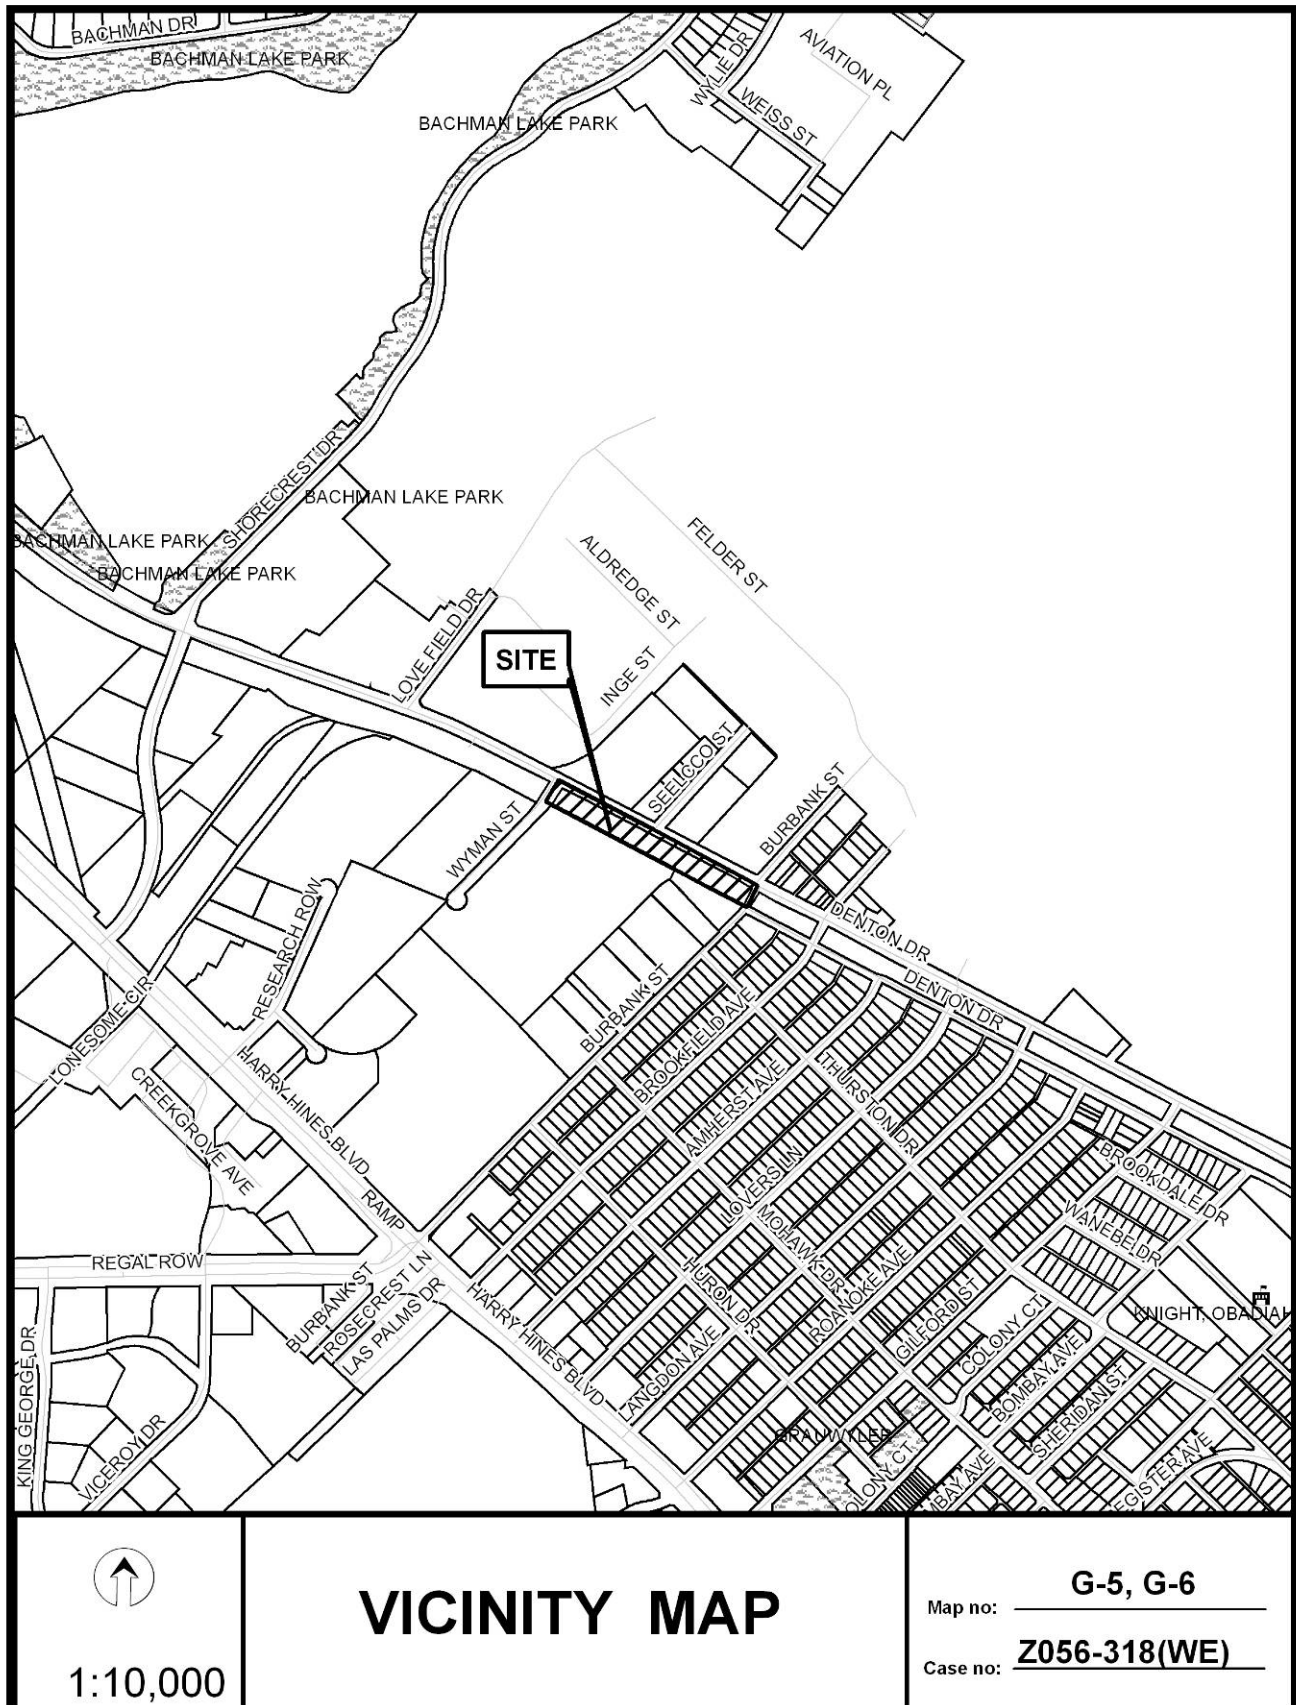 BACHMAN DR
BACHMAN LAKE PARK
AVIATION PL
WYLIE DR
WEISS ST
BACHMAN LAKE PARK
SHORECREST DR
BACHMAN LAKE PARK
FELDER ST
ALDREDGE ST
BACHMAN LAKE PARK
BACHMAN LAKE PARK
LOVE FIELD DR
SITE
INGE ST
SEELCCO ST
BURBANK ST
WYMAN ST
RESEARCH ROW
DENTON DR
DENTON DR
BURBANK ST
LONESOME CIR
BROOKFIELD AVE
HARRY HINES BLVD
CREEKGROVE AVE
AMHERST AVE
THURSTON DR
LOVERS LN
BROOKDALE DR
RAMP
MOHAWK DR
WANEBE DR
REGAL ROW
HURON DR
ROANOKE AVE
BURBANK ST
ROSECREST LN
LAS PALMS DR
HARRY HINES BLVD
GILFORD ST
COLONY CT
KNIGHT, OBADIAH
KING GEORGE DR
LANGDON AVE
BOMBAY AVE
SHERIDAN ST
VICEROY DR
GRAUWYLER
COLONY CT
BAY AVE
EGISTER AVE
1:10,000
VICINITY MAP
Map no: G-5, G-6
Case no: Z056-318(WE)